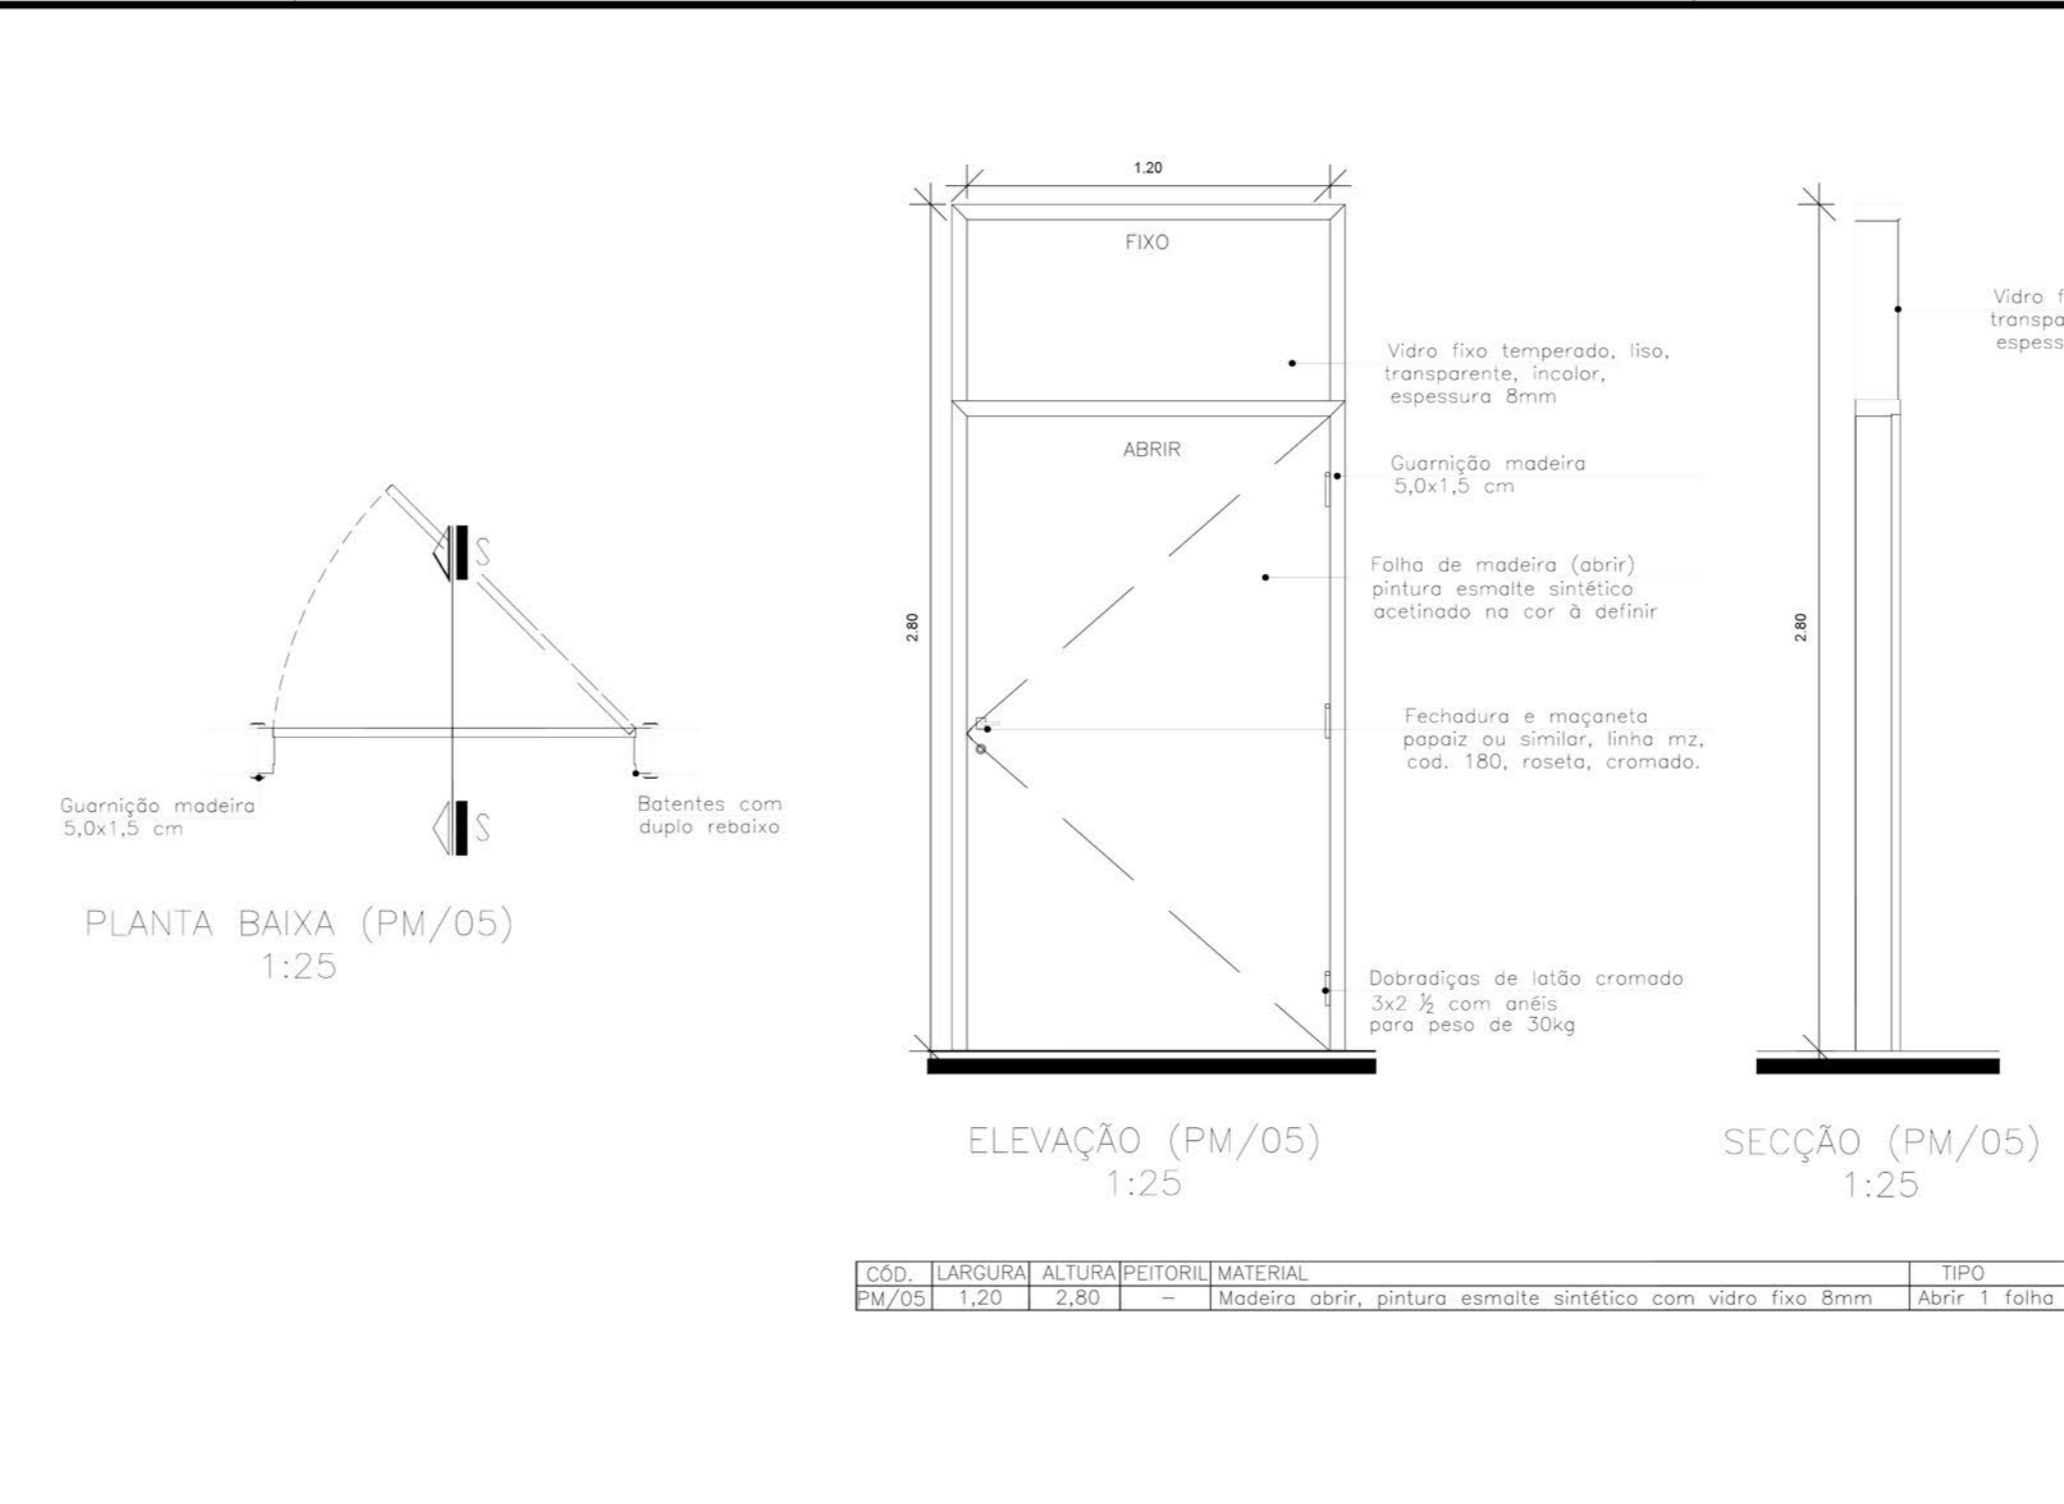 1.20
FIXO
Vidro fixo temperado, liso,
transparente, incolor,
espessura 8mm
ABRIR
Guarnição madeira
5,0x1,5 cm
Folha de madeira (abrir)
pintura esmalte sintético
acetinado na cor à definir
2.80
Fechadura e maçaneta
papaiz ou similar, linha mz,
cod. 180, roseta, cromado.
Dobradiças de latão cromado
3x2 ½ com anéis
para peso de 30kg
ELEVAÇÃO (PM/05)
1:25
S
S
Guarnição madeira
5,0x1,5 cm
Batentes com
duplo rebaixo
PLANTA BAIXA (PM/05)
1:25
Vidro f
transpa
espess
2.80
SECÇÃO (PM/05)
1:25
CÓD. LARGURA ALTURA PEITORIL MATERIAL TIPO
PM/05 1,20 2,80 – Madeira abrir, pintura esmalte sintético com vidro fixo 8mm Abrir 1 folha